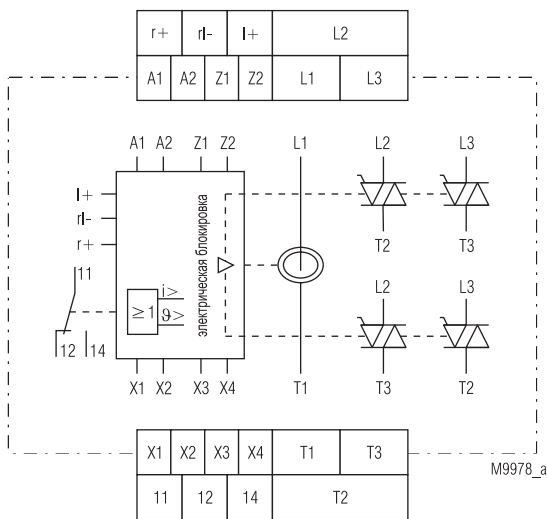 r+ rl- l+ L2
A1 A2 Z1 Z2 L1 L3
A1 A2 Z1 Z2 L1 L2 L3
l+
rl-
r+
электрическая блокировка
T2 T3
11
≥1 i>
ϑ>
L2 L3
12 14
X1 X2 X3 X4 T1 T3 T2
X1 X2 X3 X4 T1 T3
11 12 14 T2
M9978_a